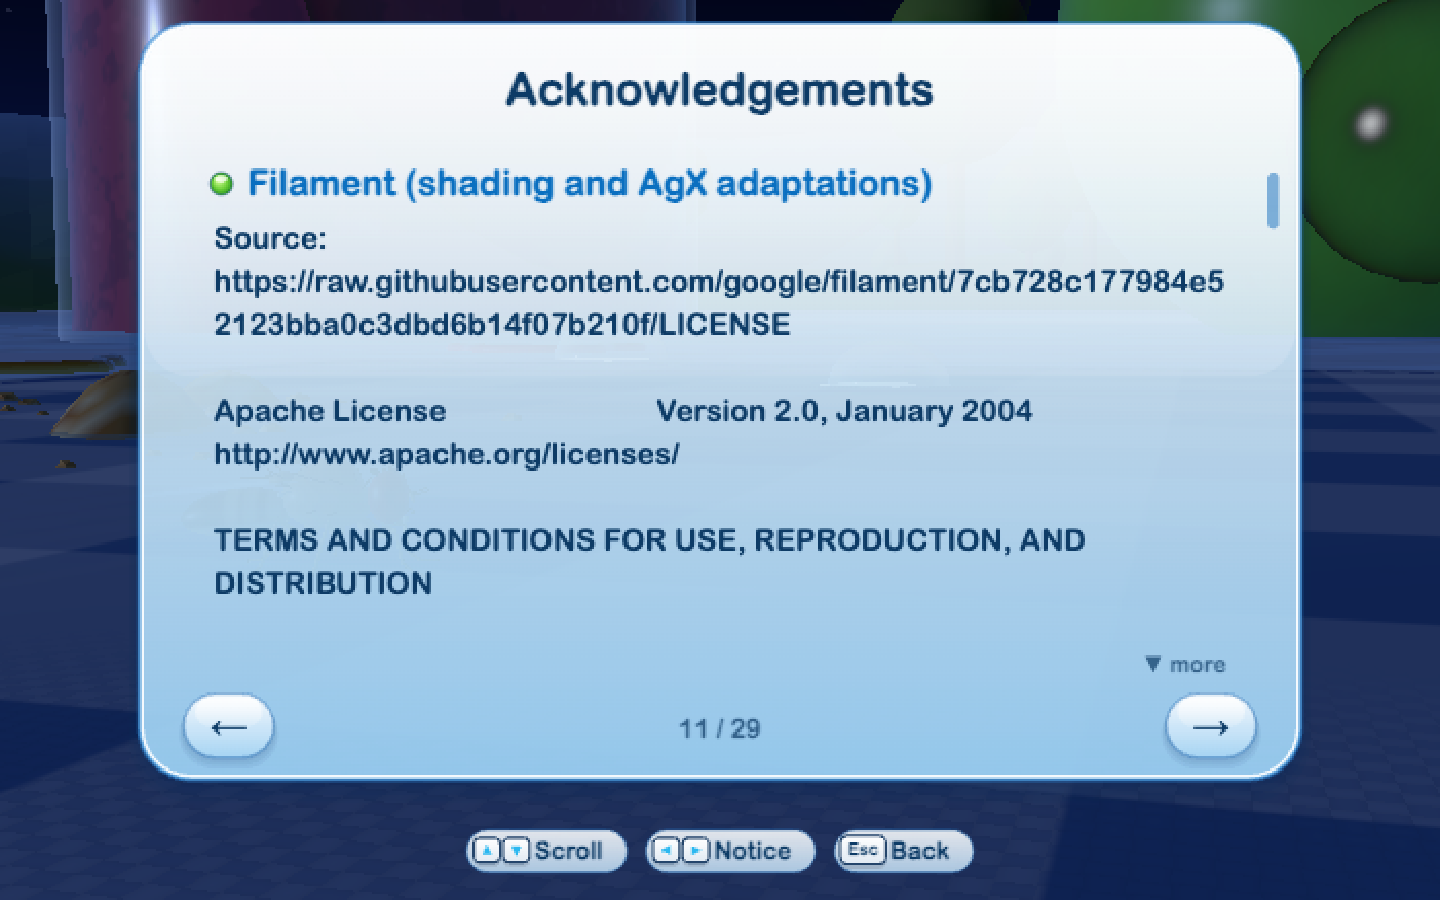 Acknowledgements
Filament (shading and AgX adaptations)
Source:
https://raw.githubusercontent.com/google/filament/7cb728c177984e5
2123bba0c3dbd6b14f07b210f/LICENSE
Apache License Version 2.0, January 2004
http://www.apache.org/licenses/
TERMS AND CONDITIONS FOR USE, REPRODUCTION, AND
DISTRIBUTION
▼ more
← 11 / 29 →
▲ ▼ Scroll ◄ ► Notice Esc Back